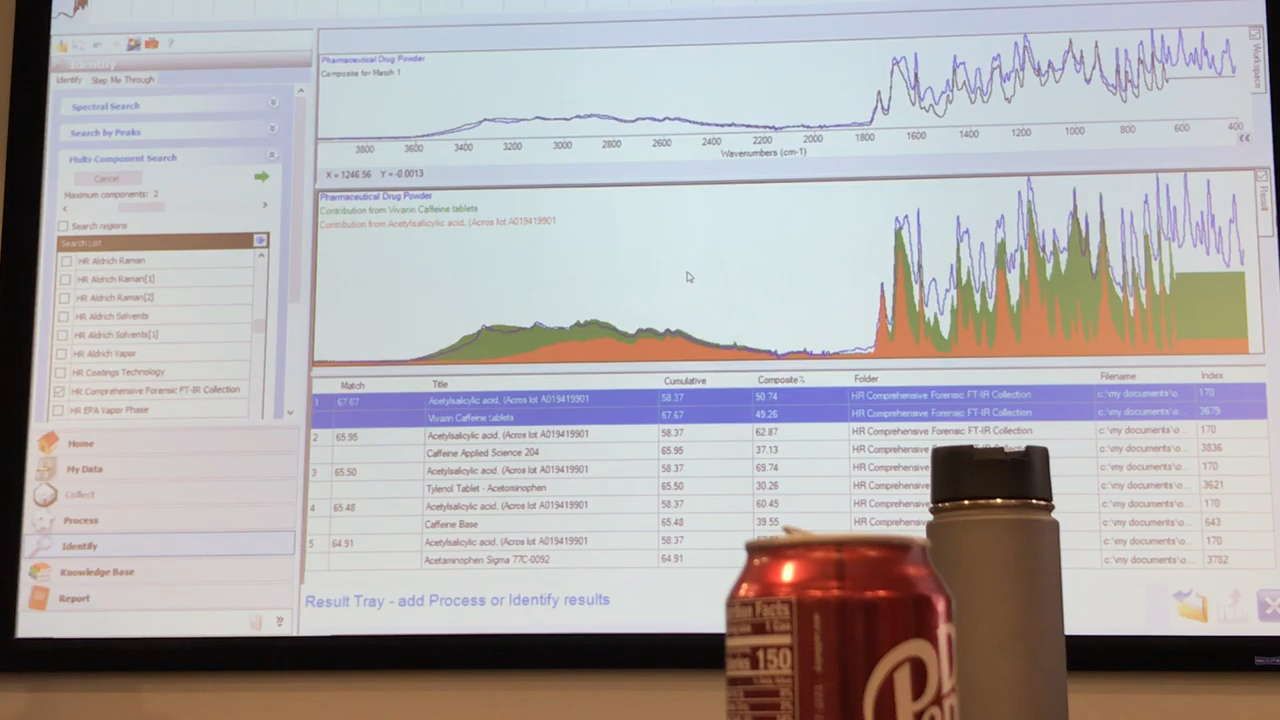 Identify
Identify Step Me Through
Spectral Search
Search by Peaks
Multi-Component Search
Cancel
Maximum components: 2
Search regions
Search List
HR Aldrich Raman
HR Aldrich Raman[1]
HR Aldrich Raman[2]
HR Aldrich Solvents
HR Aldrich Solvents[1]
HR Aldrich Vapor
HR Coatings Technology
HR Comprehensive Forensic FT-IR Collection
HR EPA Vapor Phase
Home
My Data
Collect
Process
Identify
Knowledge Base
Report
Pharmaceutical Drug Powder
Composite for Match 1
3800 3600 3400 3200 3000 2800 2600 2400 2200 2000 1800 1600 1400 1200 1000 800 600 400
Wavenumbers (cm-1)
Workspace
X = 1246.56 Y = -0.0013
Pharmaceutical Drug Powder
Contribution from Vivarin Caffeine tablets
Contribution from Acetylsalicylic acid, (Acros lot A019419901
Result
Match Title Cumulative Composite% Folder Filename Index
1 67.67 Acetylsalicylic acid, (Acros lot A019419901 58.37 50.74 HR Comprehensive Forensic FT-IR Collection c:\my documents\o 170
Vivarin Caffeine tablets 67.67 49.26 HR Comprehensive Forensic FT-IR Collection c:\my documents\o... 3679
2 65.95 Acetylsalicylic acid, (Acros lot A019419901 58.37 62.87 HR Comprehensive Forensic FT-IR Collection c:\my documents\o... 170
Caffeine Applied Science 204 65.95 37.13 HR Comprehensive Forensic c:\my documents\o... 3836
3 65.50 Acetylsalicylic acid, (Acros lot A019419901 58.37 69.74 HR Comprehensive c:\my documents\o... 170
Tylenol Tablet - Acetominophen 65.50 30.26 HR Comprehensive c:\my documents\o... 3621
4 65.48 Acetylsalicylic acid, (Acros lot A019419901 58.37 60.45 HR Comprehensive c:\my documents\o... 170
Caffeine Base 65.48 39.55 HR Comprehensive c:\my documents\o... 643
5 64.91 Acetylsalicylic acid, (Acros lot A019419901 58.37 c:\my documents\o... 170
Acetaminophen Sigma 77C-0092 64.91 c:\my documents\o... 3782
Result Tray - add Process or Identify results
Facts
150
D
Pe